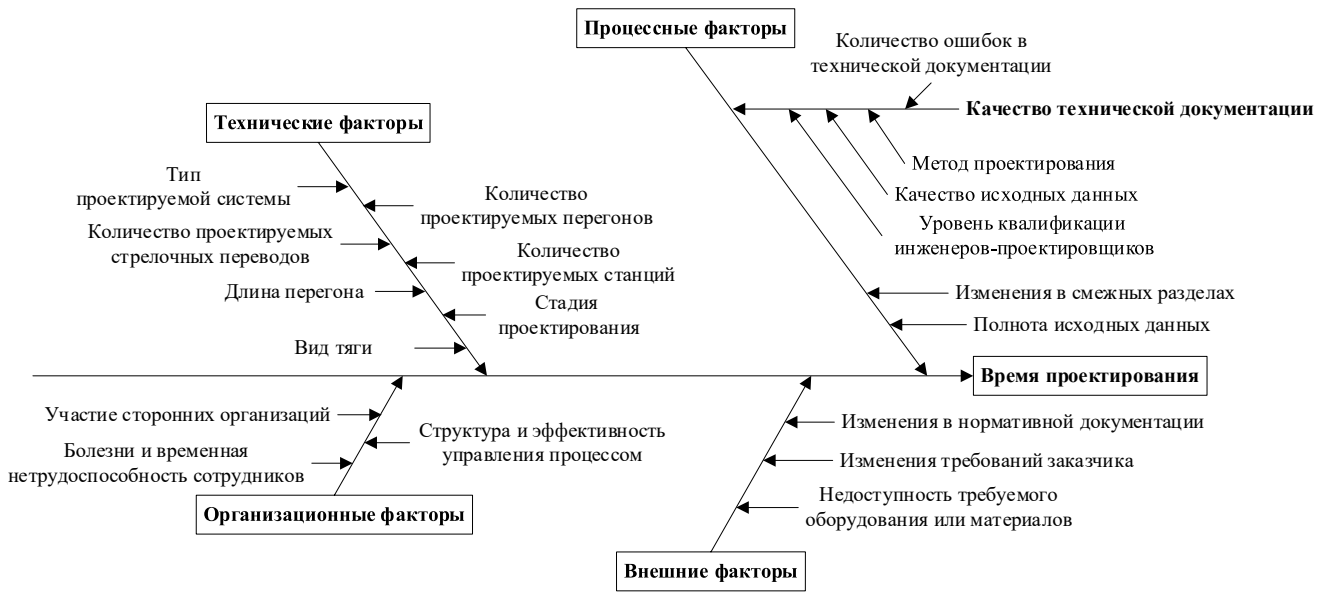 Процессные факторы
Количество ошибок в
технической документации
Качество технической документации
Технические факторы
Метод проектирования
Тип
проектируемой системы
Качество исходных данных
Количество
проектируемых перегонов
Уровень квалификации
инженеров-проектировщиков
Количество проектируемых
стрелочных переводов
Количество
проектируемых станций
Длина перегона
Изменения в смежных разделах
Стадия
проектирования
Полнота исходных данных
Вид тяги
Время проектирования
Участие сторонних организаций
Изменения в нормативной документации
Структура и эффективность
управления процессом
Болезни и временная
нетрудоспособность сотрудников
Изменения требований заказчика
Недоступность требуемого
оборудования или материалов
Организационные факторы
Внешние факторы